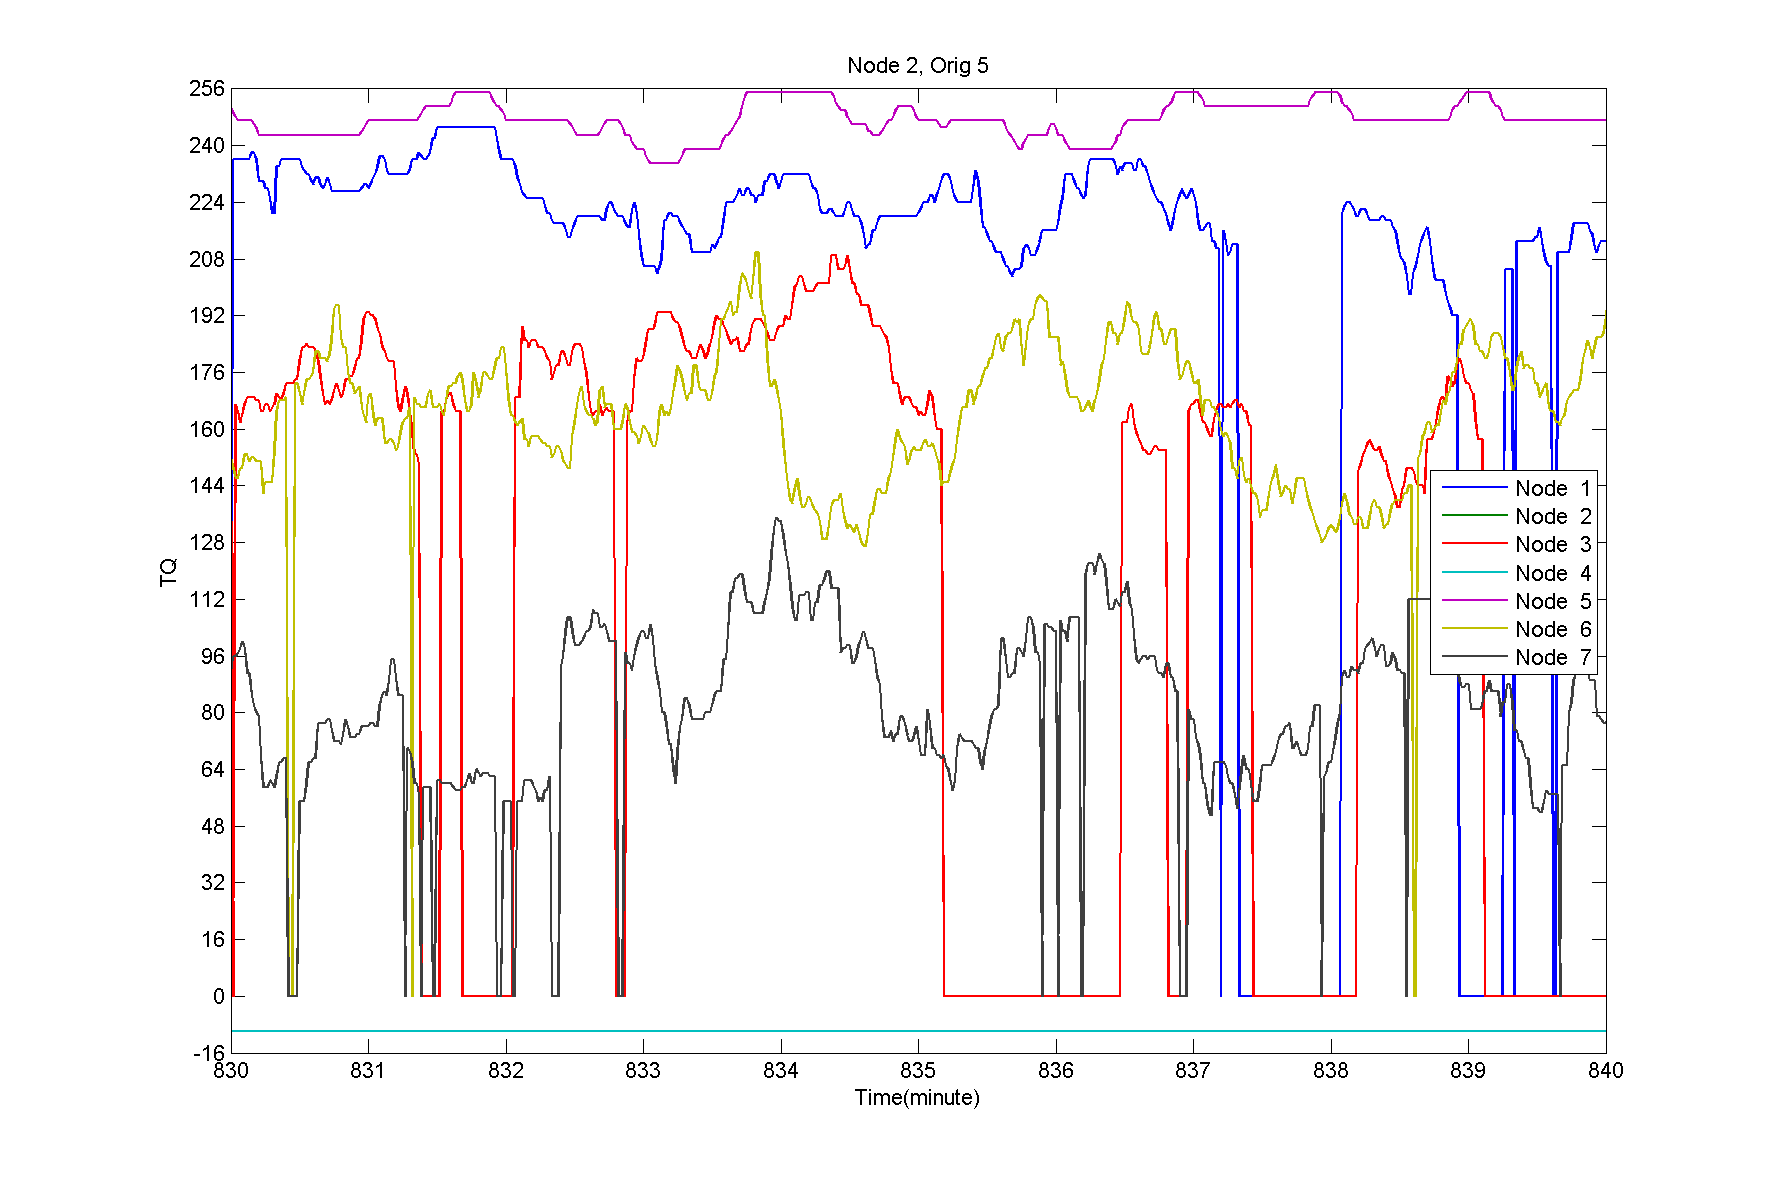 Node 2, Orig 5
256
240
224
208
192
176
160
144
128
112
96
80
64
48
32
16
0
-16
TQ
Node 1
Node 2
Node 3
Node 4
Node 5
Node 6
Node 7
830 831 832 833 834 835 836 837 838 839 840
Time(minute)